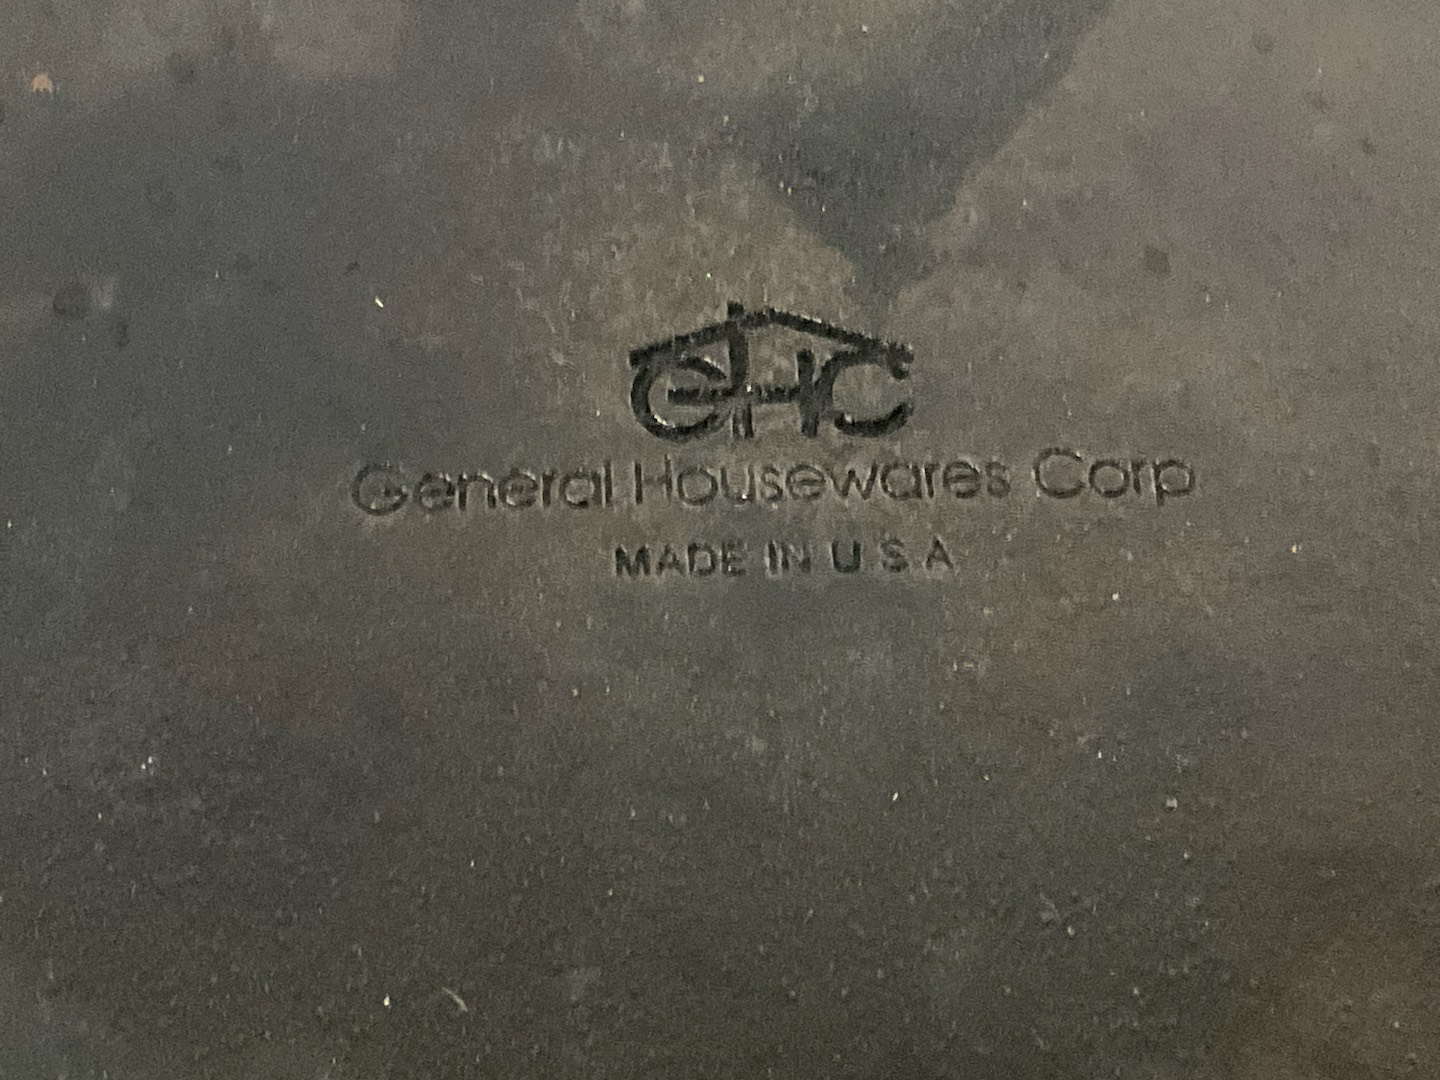 GHC
General Housewares Corp
MADE IN U.S.A